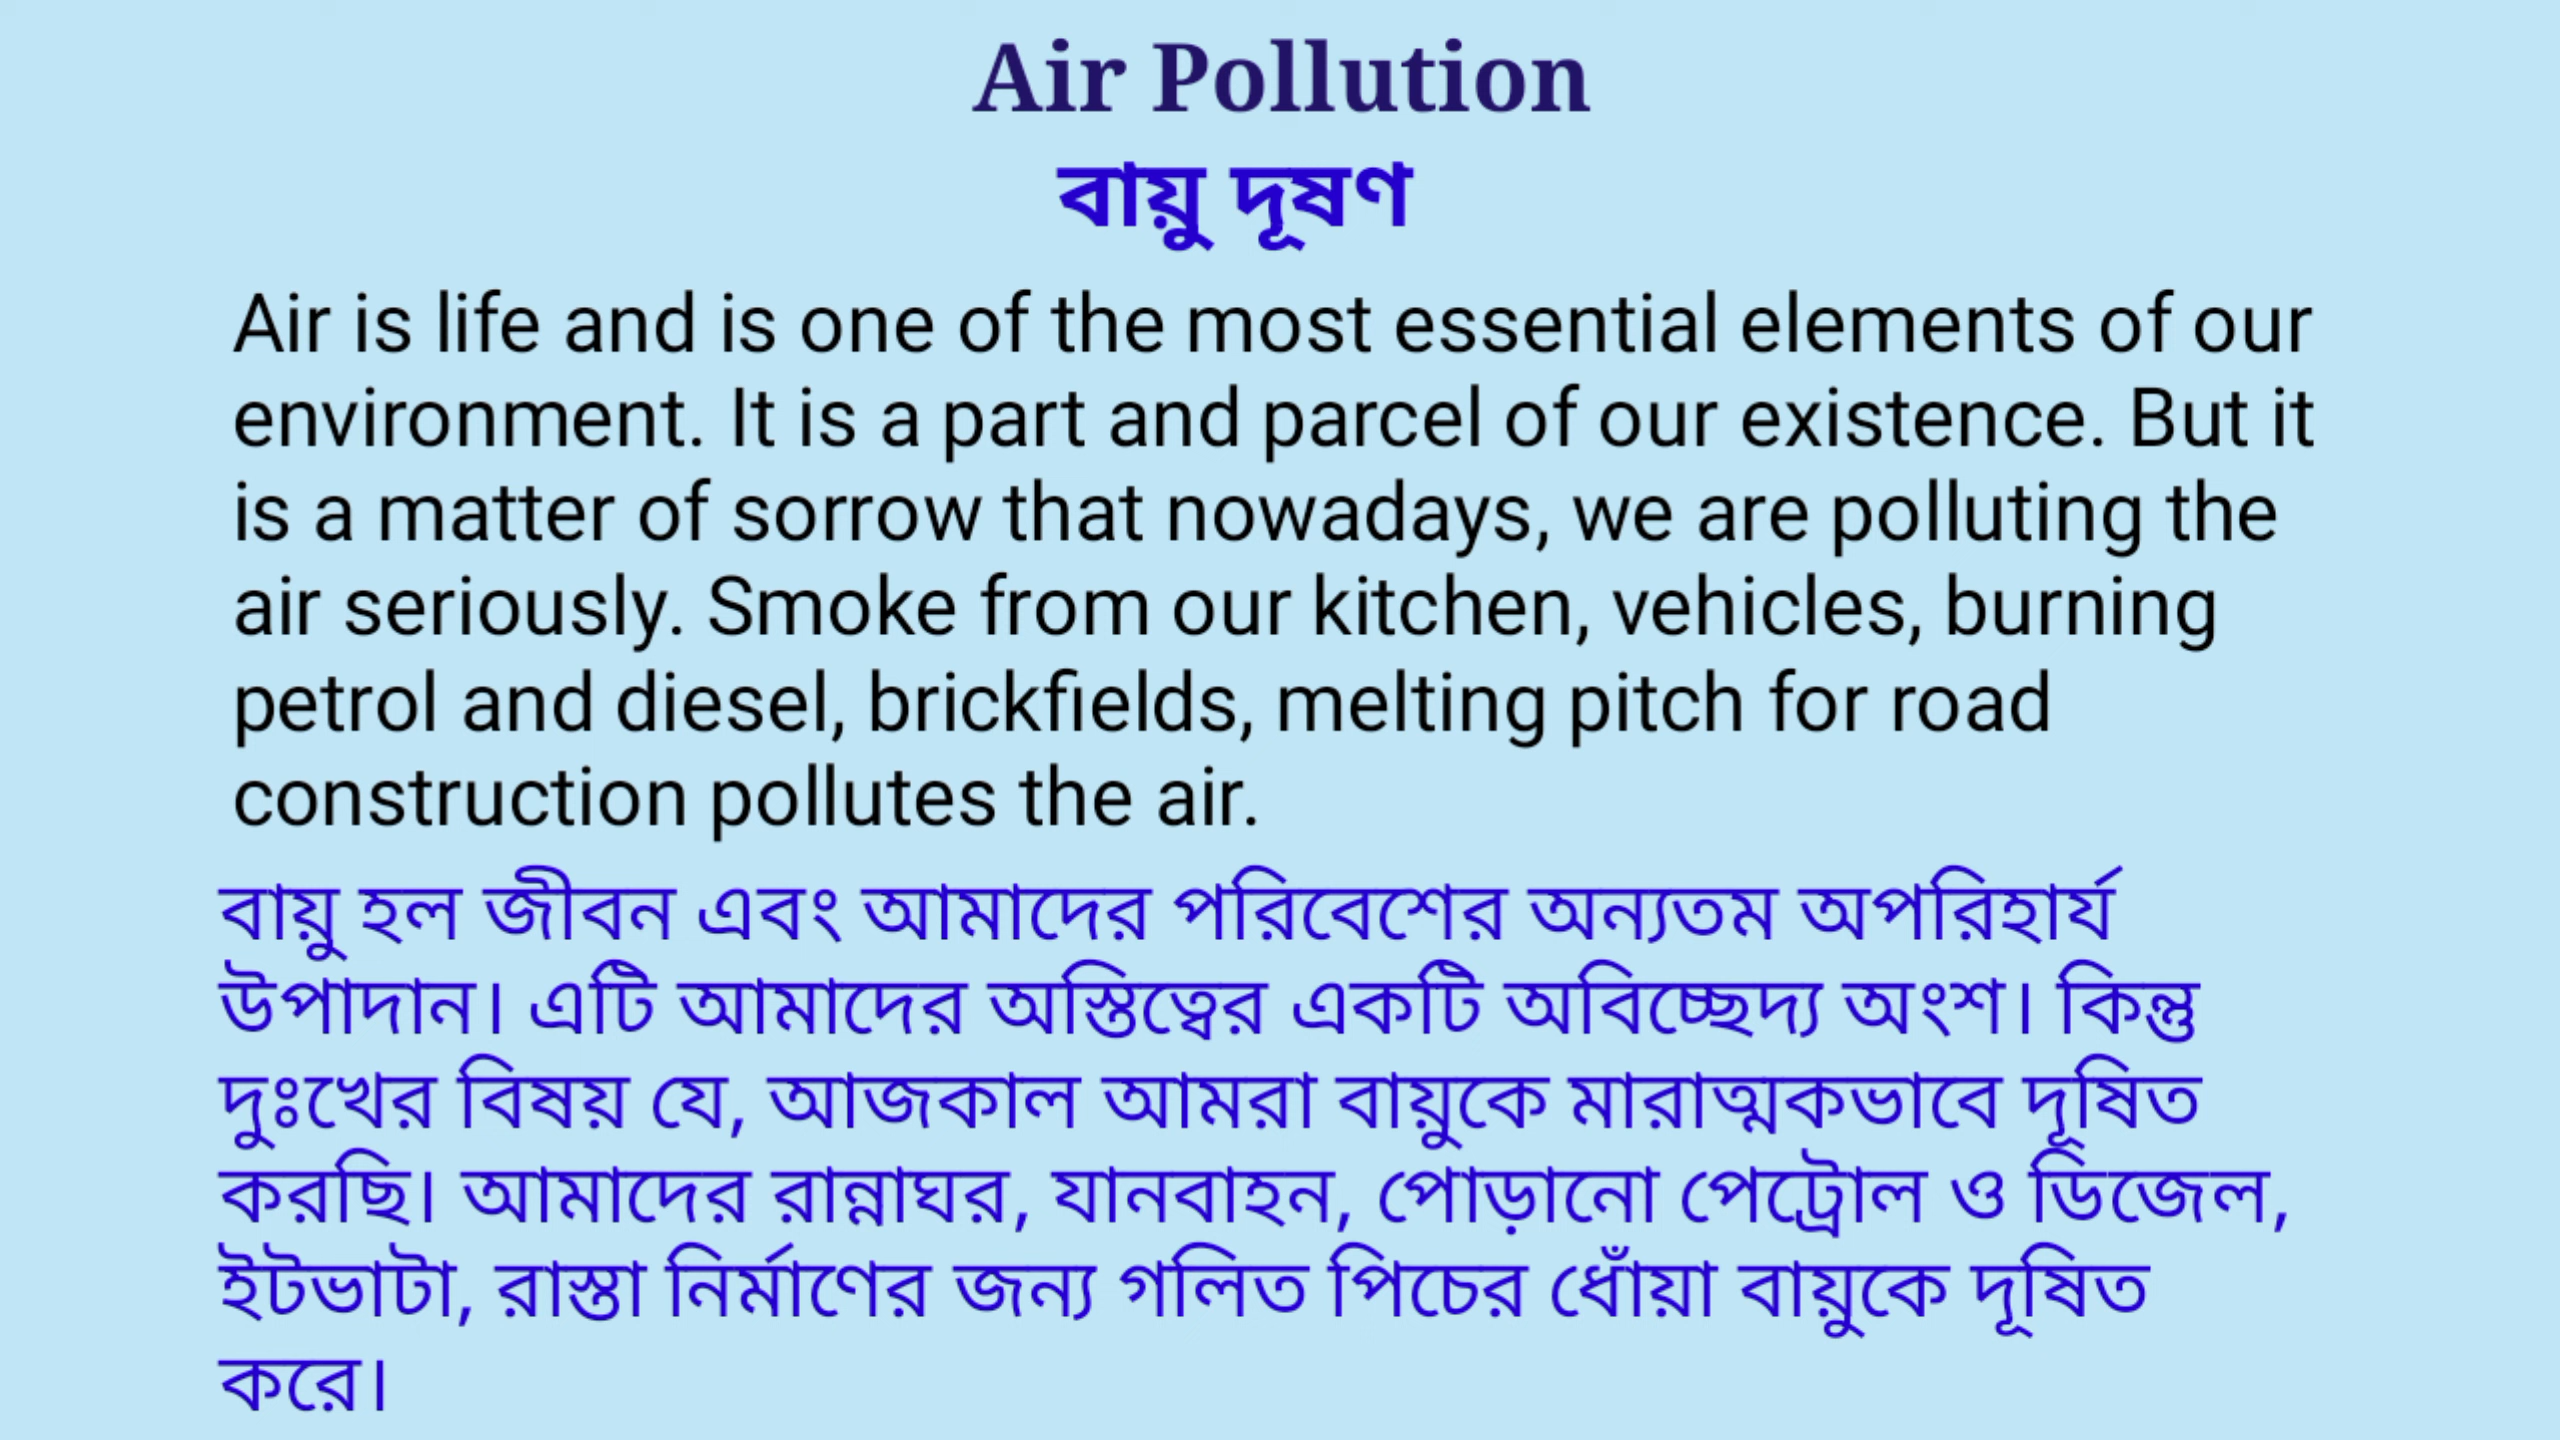 Air Pollution
বায়ু দূষণ
Air is life and is one of the most essential elements of our
environment. It is a part and parcel of our existence. But it
is a matter of sorrow that nowadays, we are polluting the
air seriously. Smoke from our kitchen, vehicles, burning
petrol and diesel, brickfields, melting pitch for road
construction pollutes the air.
বায়ু হল জীবন এবং আমাদের পরিবেশের অন্যতম অপরিহার্য
উপাদান। এটি আমাদের অস্তিত্বের একটি অবিচ্ছেদ্য অংশ। কিন্তু
দুঃখের বিষয় যে, আজকাল আমরা বায়ুকে মারাত্মকভাবে দূষিত
করছি। আমাদের রান্নাঘর, যানবাহন, পোড়ানো পেট্রোল ও ডিজেল,
ইটভাটা, রাস্তা নির্মাণের জন্য গলিত পিচের ধোঁয়া বায়ুকে দূষিত
করে।